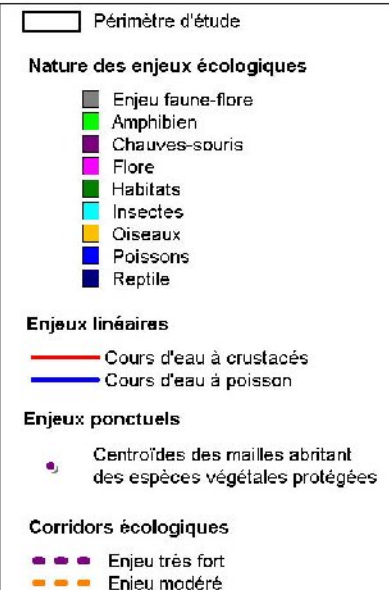 Périmètre d'étude
Nature des enjeux écologiques
Enjeu faune-flore
Amphibien
Chauves-souris
Flore
Habitats
Insectes
Oiseaux
Poissons
Reptile
Enjeux linéaires
Cours d'eau à crustacés
Cours d'eau à poisson
Enjeux ponctuels
Centroïdes des mailles abritant
des espèces végétales protégées
Corridors écologiques
Enjeu très fort
Enjeu modéré